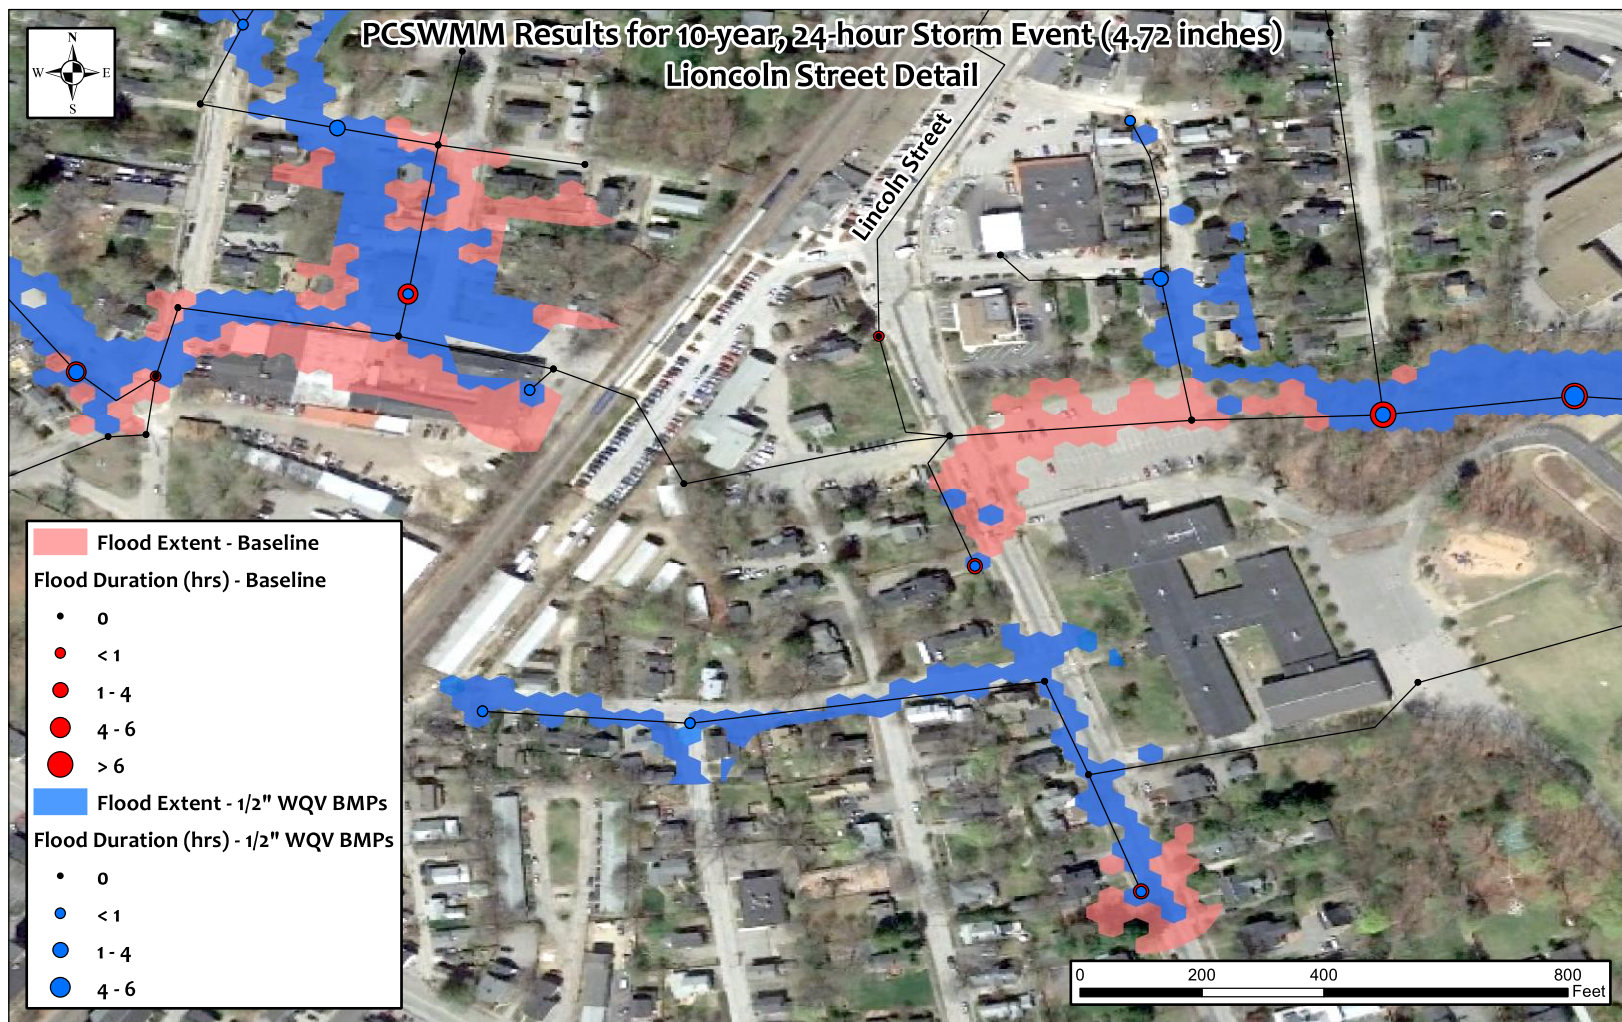 PCSWMM Results for 10-year, 24-hour Storm Event (4.72 inches)
Lioncoln Street Detail
N
W E
S
Lincoln Street
Flood Extent - Baseline
Flood Duration (hrs) - Baseline
0
< 1
1 - 4
4 - 6
> 6
Flood Extent - 1/2" WQV BMPs
Flood Duration (hrs) - 1/2" WQV BMPs
0
< 1
1 - 4
4 - 6
0 200 400 800
Feet